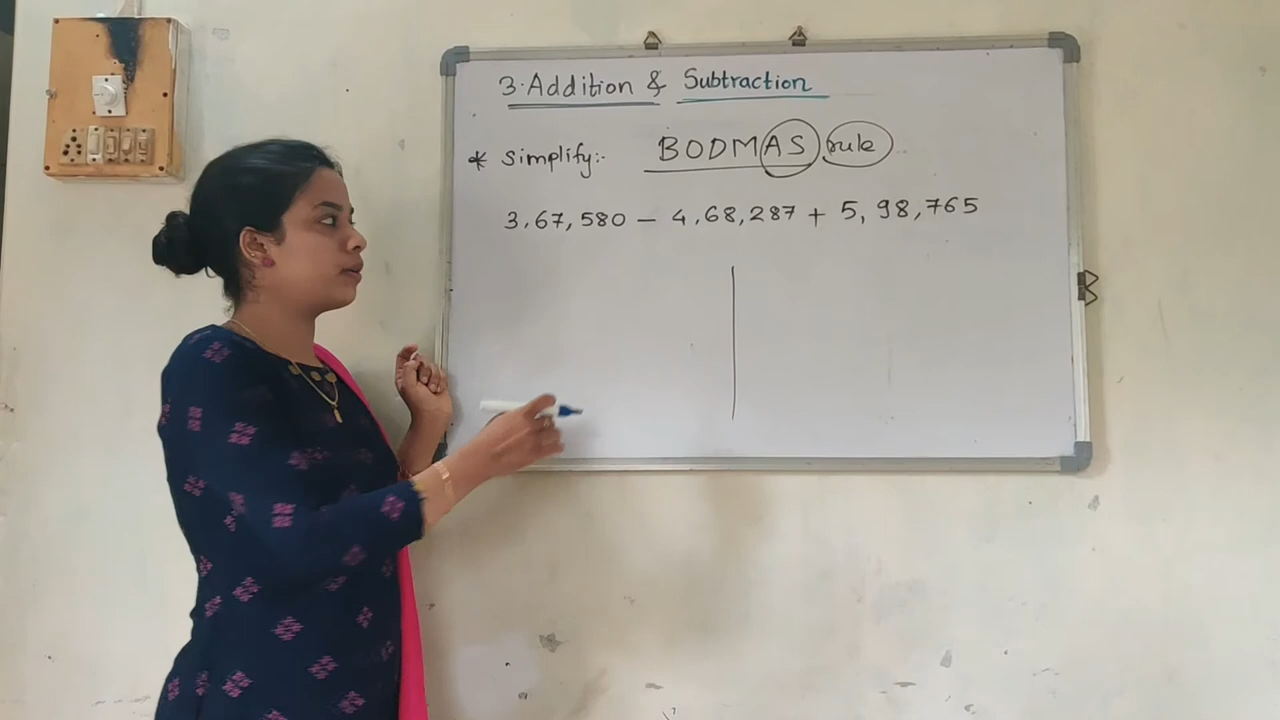 3. Addition & Subtraction
* Simplify:- BODMAS rule
3,67,580 - 4,68,287 + 5,98,765